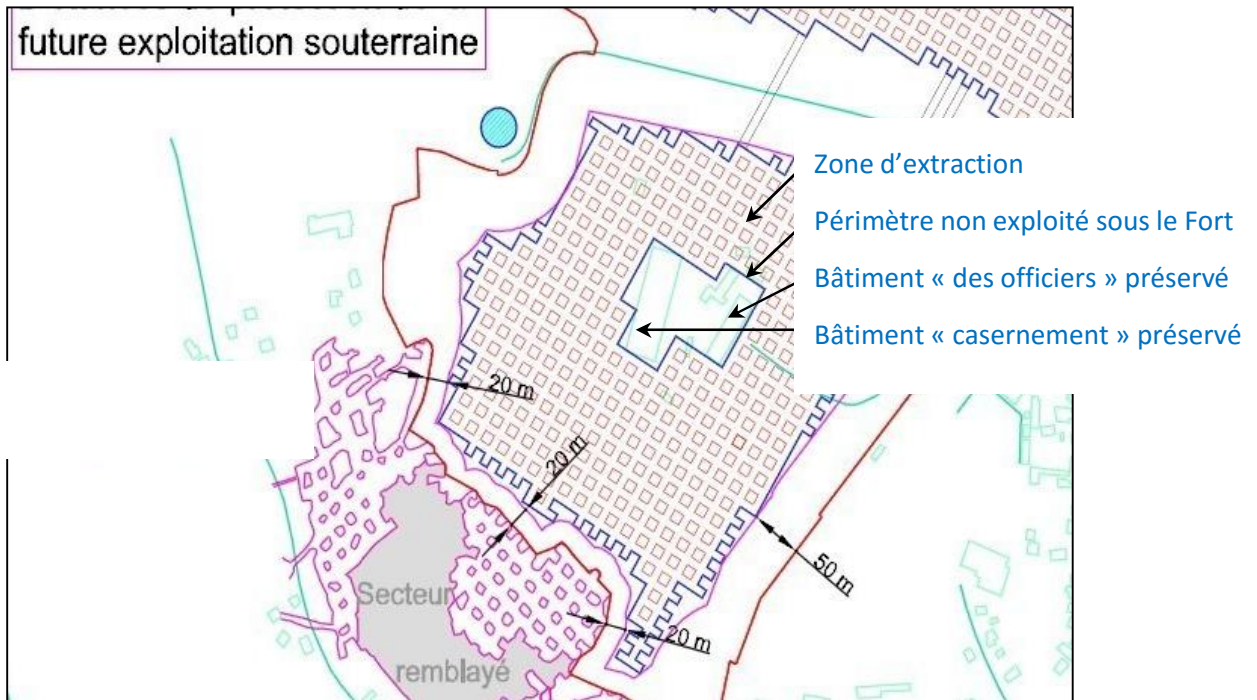 future exploitation souterraine
Zone d'extraction
Périmètre non exploité sous le Fort
Bâtiment « des officiers » préservé
Bâtiment « casernement » préservé
20 m
20 m
50 m
Secteur
20 m
remblayé